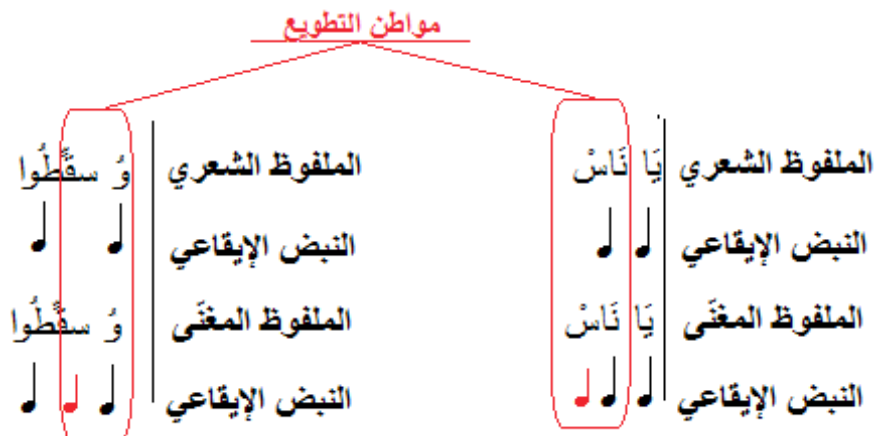 مواطن التطويع
الملفوظ الشعري يَا نَاسْ
النبض الإيقاعي
الملفوظ المغنّى يَا نَاسْ
النبض الإيقاعي
الملفوظ الشعري وُ سقُّطُوا
النبض الإيقاعي
الملفوظ المغنّى وُ سقُّطُوا
النبض الإيقاعي